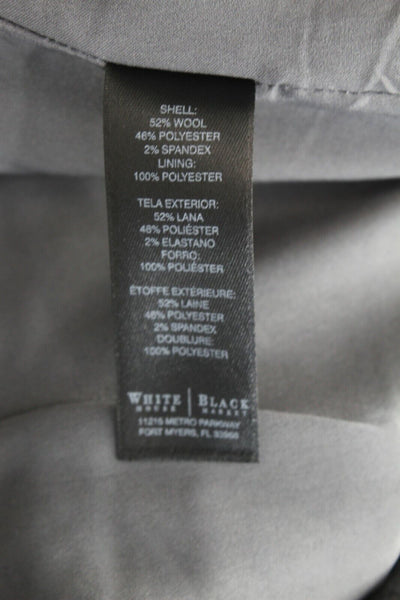 SHELL:
52% WOOL
46% POLYESTER
2% SPANDEX
LINING:
100% POLYESTER
TELA EXTERIOR:
52% LANA
46% POLIÉSTER
2% ELASTANO
FORRO:
100% POLIÉSTER
ÉTOFFE EXTÉRIEURE:
52% LAINE
46% POLYESTER
2% SPANDEX
DOUBLURE:
100% POLYESTER
WHITE | BLACK
HOUSE MARKET
11215 METRO PARKWAY
FORT MYERS, FL 33966